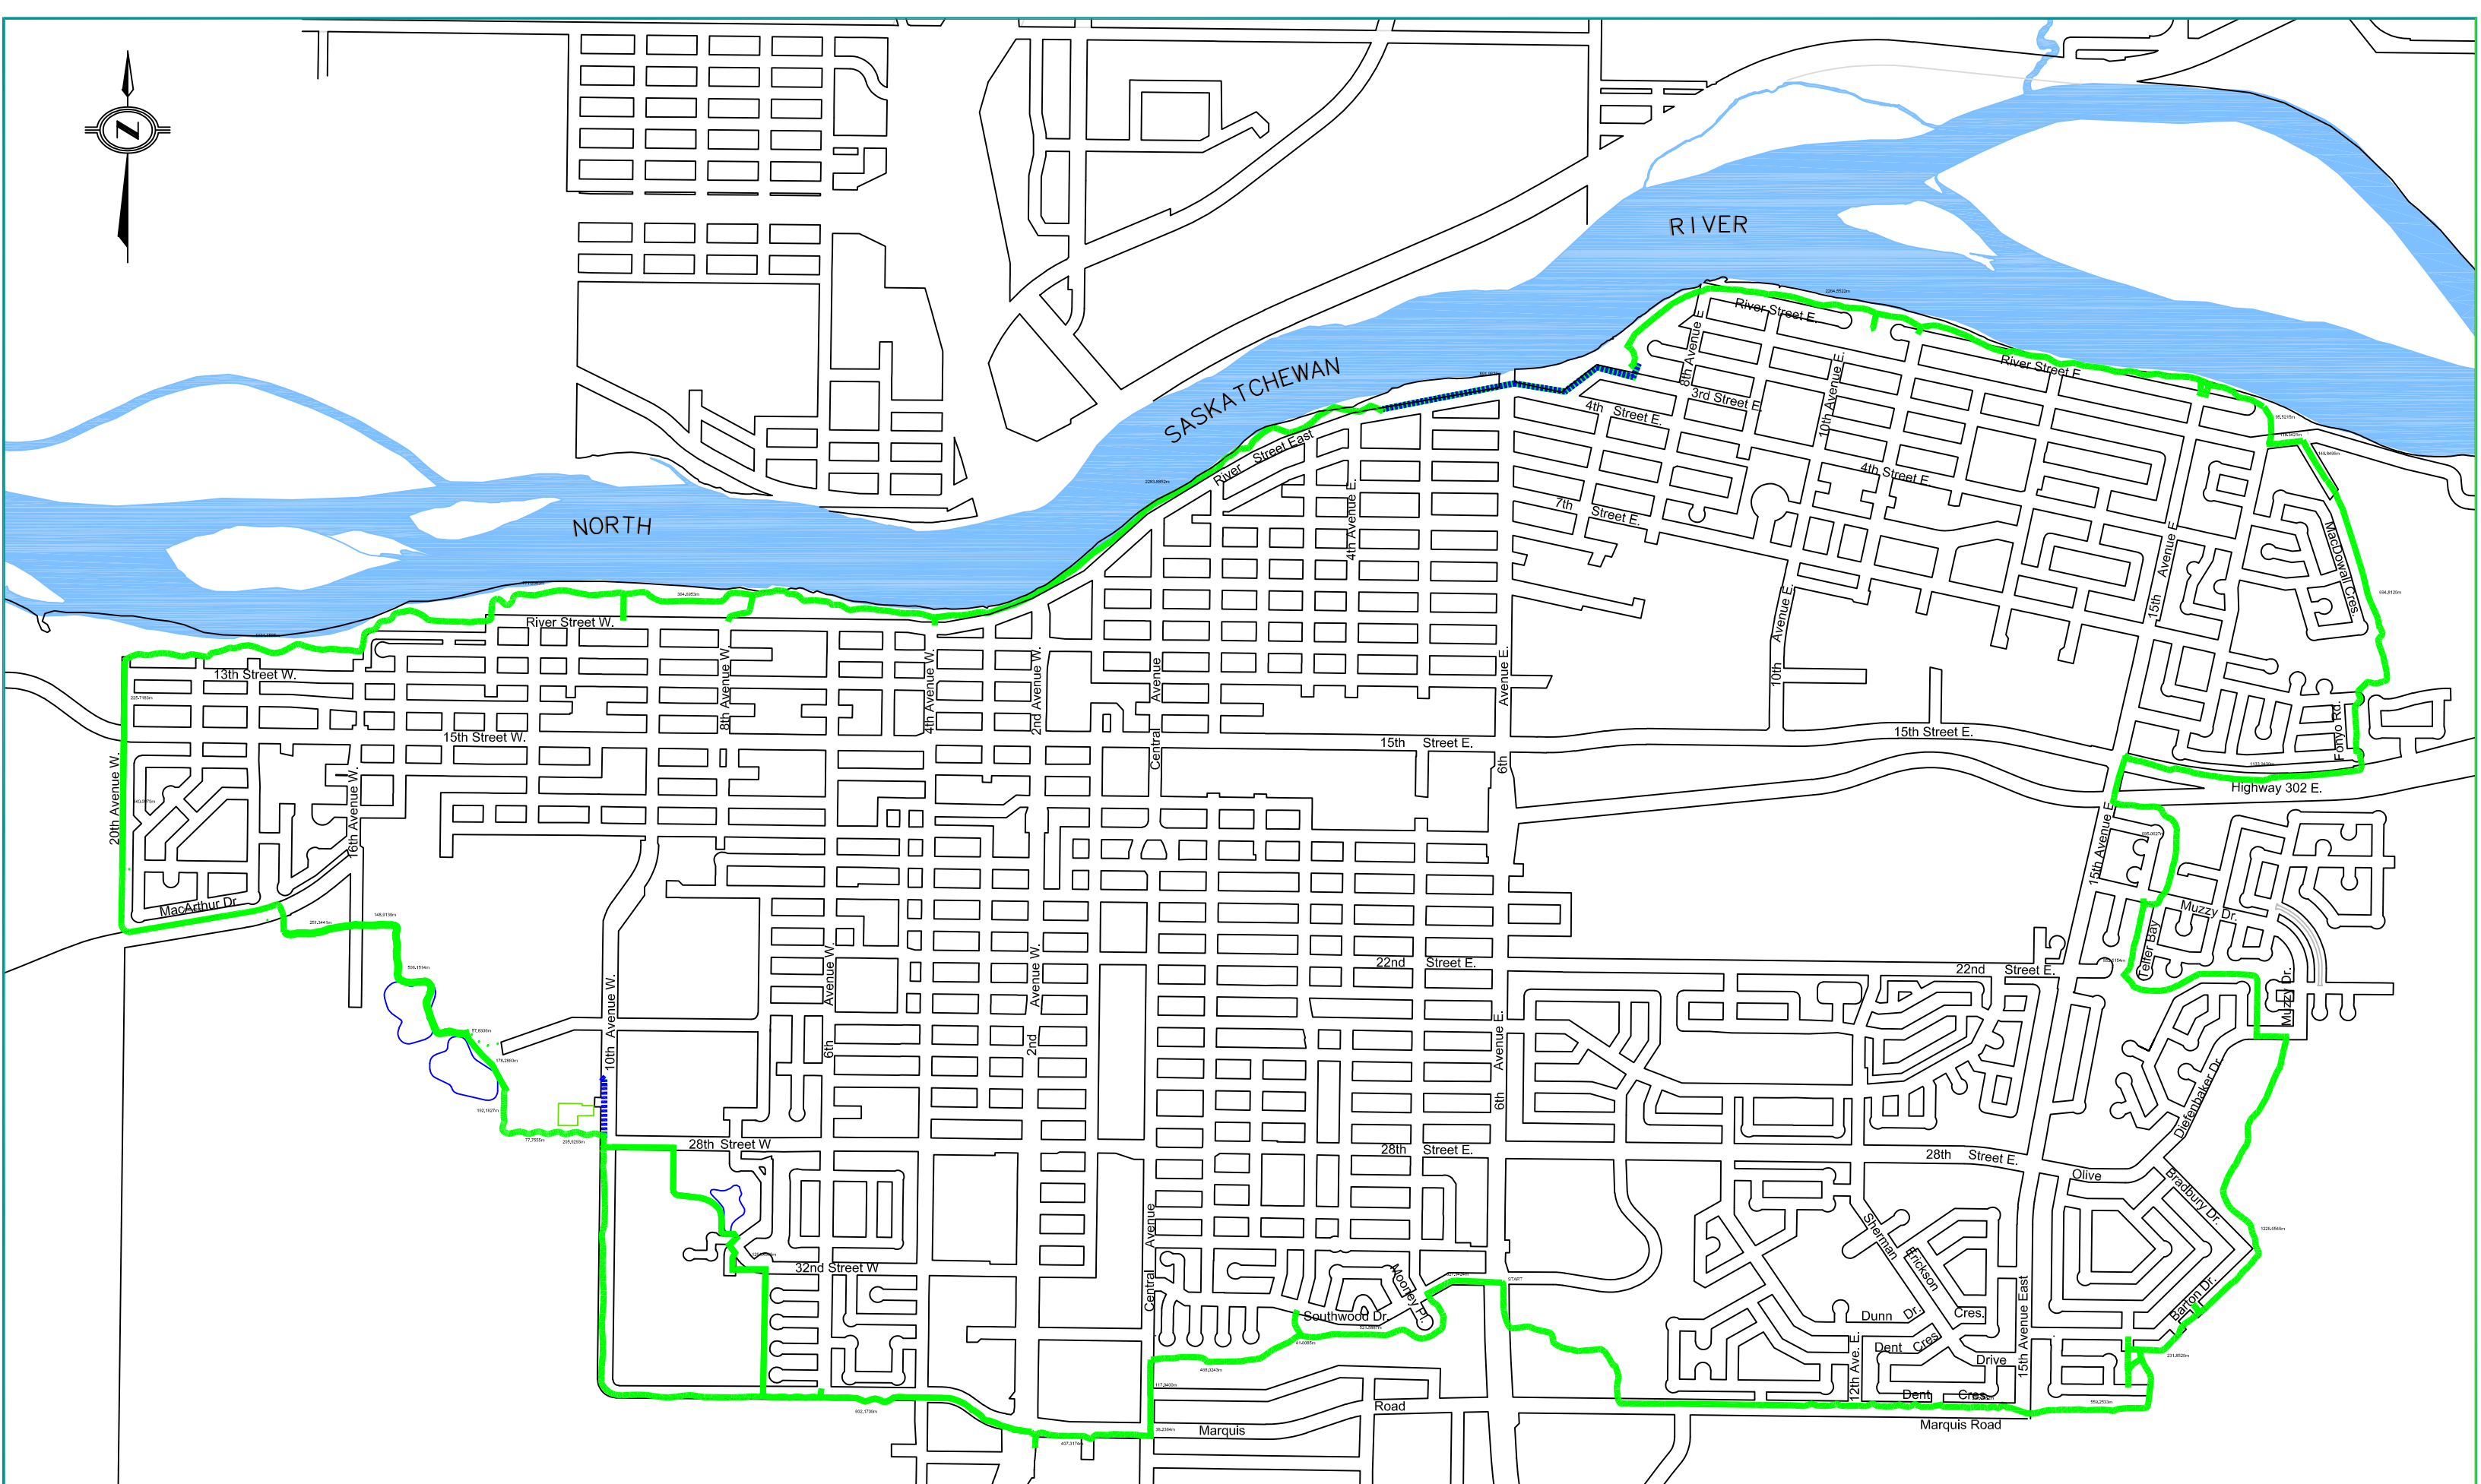 N
RIVER
River Street E.
River Street E
SASKATCHEWAN
8th Avenue E.
10th Avenue E.
3rd Street E.
4th Street E.
4th Street E.
River Street East
4th Avenue E.
7th Street E.
NORTH
15th Avenue E
MacDowall Cres.
River Street W.
13th Street W.
8th Avenue W.
4th Avenue W.
2nd Avenue W.
Central Avenue
6th Avenue E.
10th Avenue E.
15th Street W.
15th Street E.
15th Street E.
Fonyo Rd.
Highway 302 E.
20th Avenue W.
16th Avenue W.
15th Avenue E
MacArthur Dr
Muzzy Dr.
Telfer Bay
22nd Street E.
22nd Street E.
Muzzy Dr.
10th Avenue W.
6th Avenue W.
2nd Avenue W.
6th Avenue E.
Diefenbaker Dr
28th Street W
28th Street E.
28th Street E.
Olive
Bradbury Dr.
32nd Street W
Central Avenue
Mooney Pl.
START
Southwood Dr.
Sherman
Erickson
Dunn Dr.
Cres.
Barton Dr.
Dent Cres.
Drive
12th Ave. E.
15th Avenue East
Dent Cres.
Road
Marquis
Marquis Road